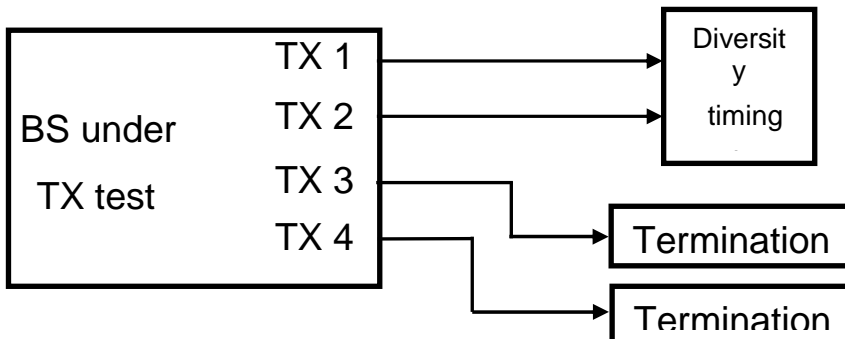 TX 1
TX 2
TX 3
TX 4
BS under
TX test
Diversit
y
timing
Termination
Termination